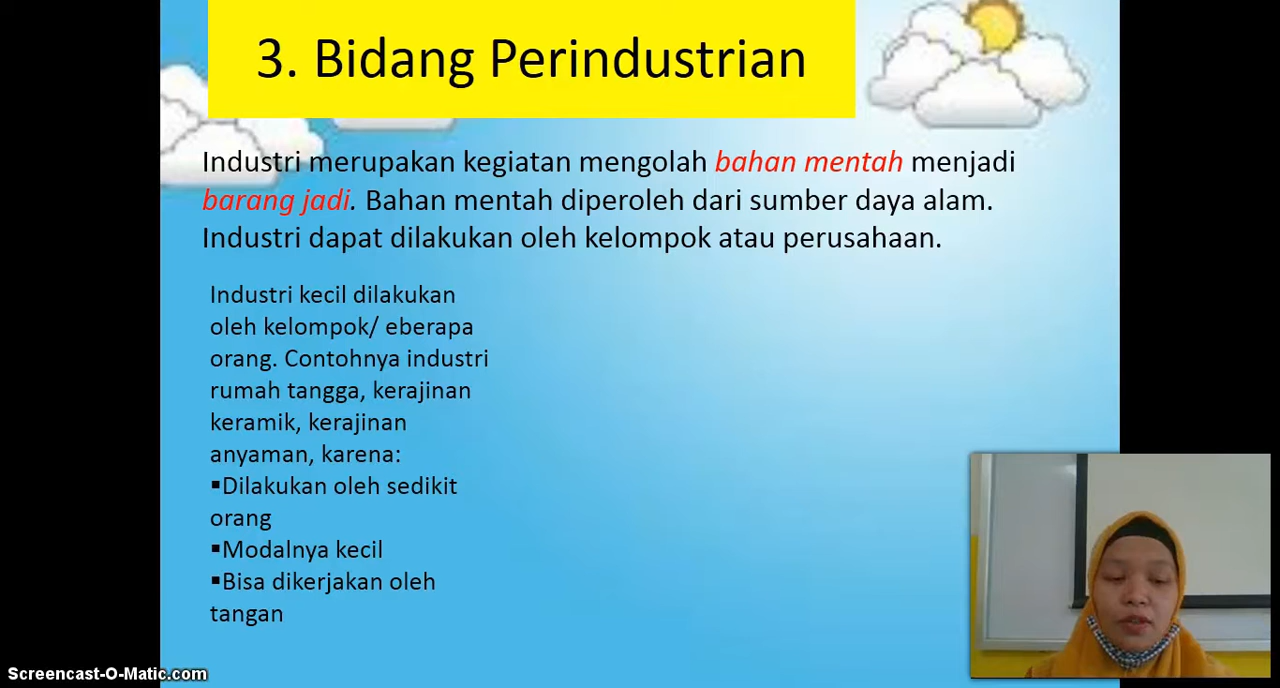 3. Bidang Perindustrian
Industri merupakan kegiatan mengolah bahan mentah menjadi
barang jadi. Bahan mentah diperoleh dari sumber daya alam.
Industri dapat dilakukan oleh kelompok atau perusahaan.
Industri kecil dilakukan
oleh kelompok/ eberapa
orang. Contohnya industri
rumah tangga, kerajinan
keramik, kerajinan
anyaman, karena:
▪Dilakukan oleh sedikit
orang
▪Modalnya kecil
▪Bisa dikerjakan oleh
tangan
Screencast-O-Matic.com